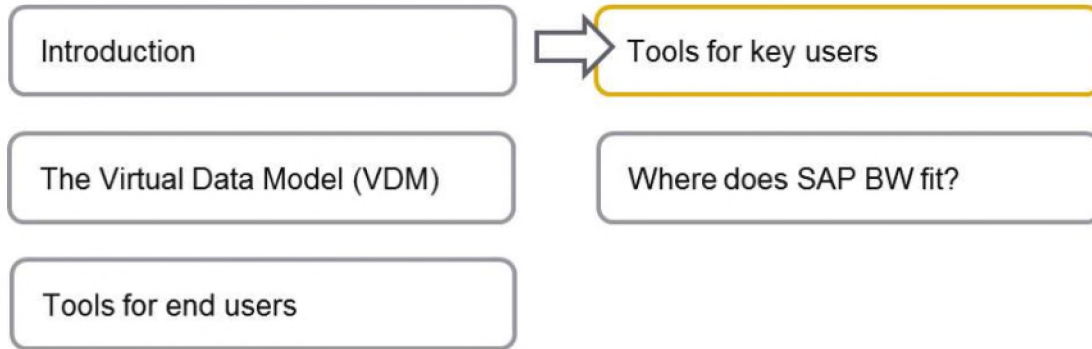 Introduction
The Virtual Data Model (VDM)
Tools for end users
Tools for key users
Where does SAP BW fit?